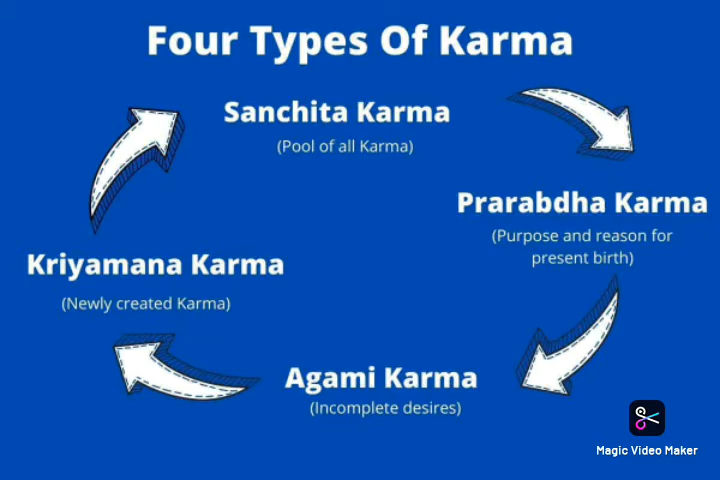 Four Types Of Karma
Sanchita Karma
(Pool of all Karma)
Prarabdha Karma
(Purpose and reason for
present birth)
Kriyamana Karma
(Newly created Karma)
Agami Karma
(Incomplete desires)
Magic Video Maker